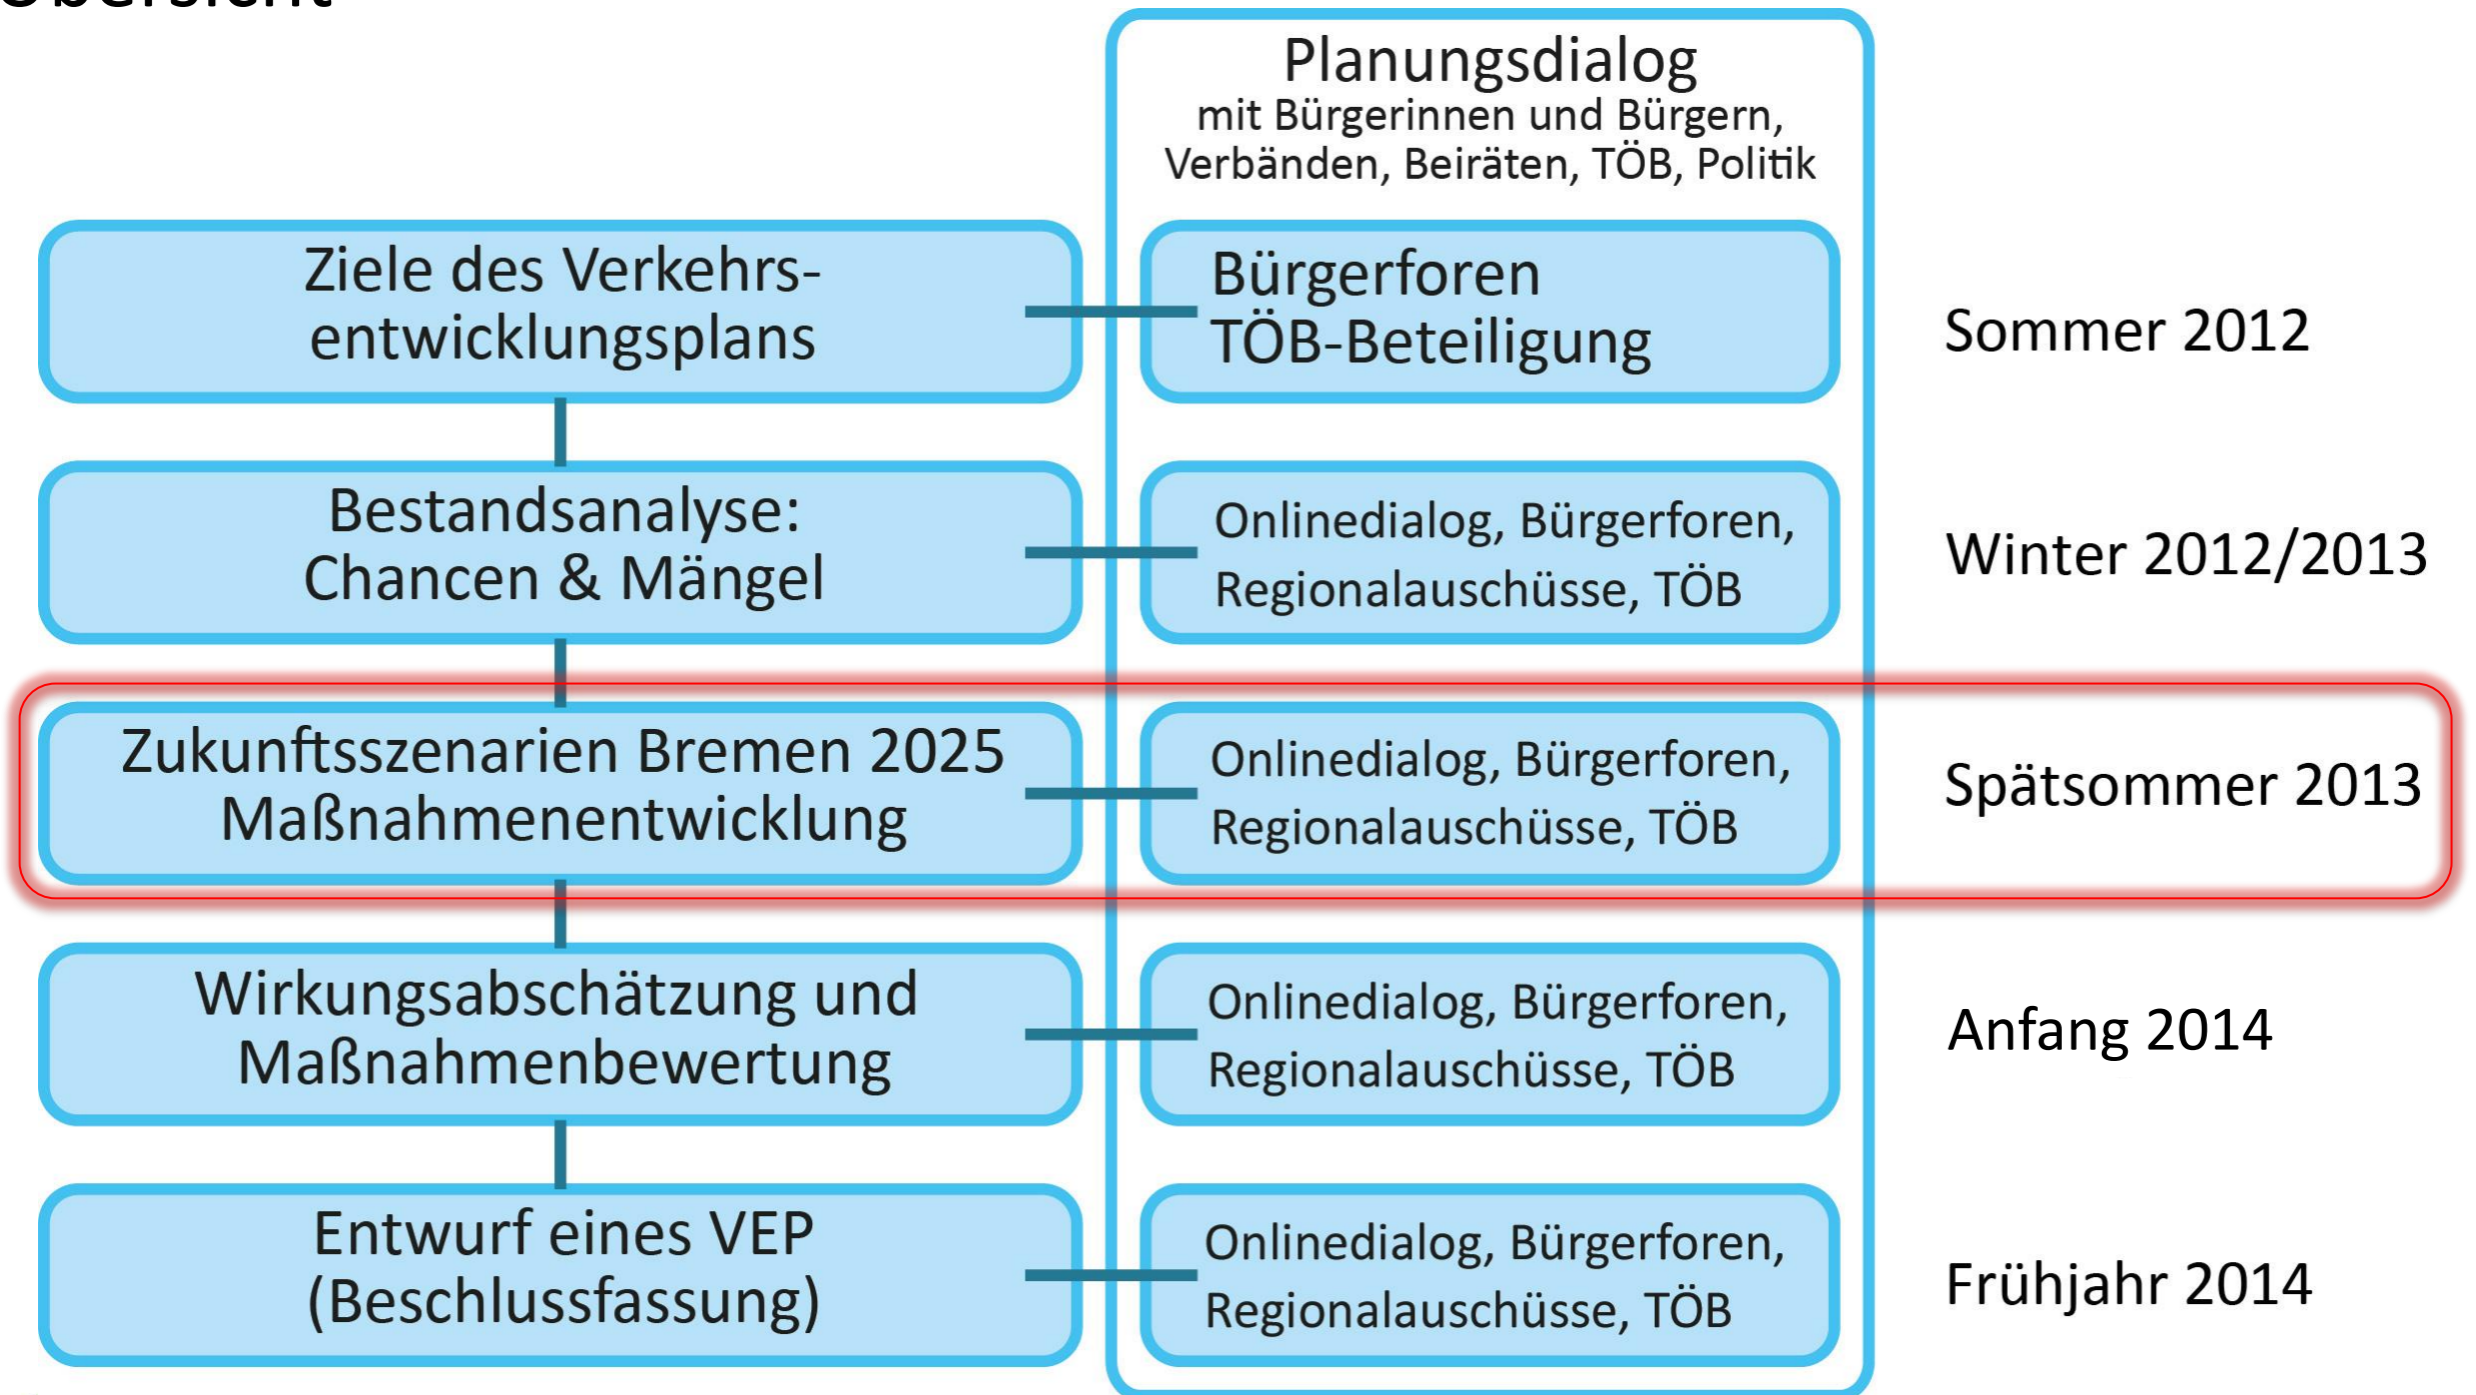 Übersicht
Planungsdialog
mit Bürgerinnen und Bürgern,
Verbänden, Beiräten, TÖB, Politik
Ziele des Verkehrs-
entwicklungsplans
Bürgerforen
TÖB-Beteiligung
Sommer 2012
Bestandsanalyse:
Chancen & Mängel
Onlinedialog, Bürgerforen,
Regionalauschüsse, TÖB
Winter 2012/2013
Zukunftsszenarien Bremen 2025
Maßnahmenentwicklung
Onlinedialog, Bürgerforen,
Regionalauschüsse, TÖB
Spätsommer 2013
Wirkungsabschätzung und
Maßnahmenbewertung
Onlinedialog, Bürgerforen,
Regionalauschüsse, TÖB
Anfang 2014
Entwurf eines VEP
(Beschlussfassung)
Onlinedialog, Bürgerforen,
Regionalauschüsse, TÖB
Frühjahr 2014